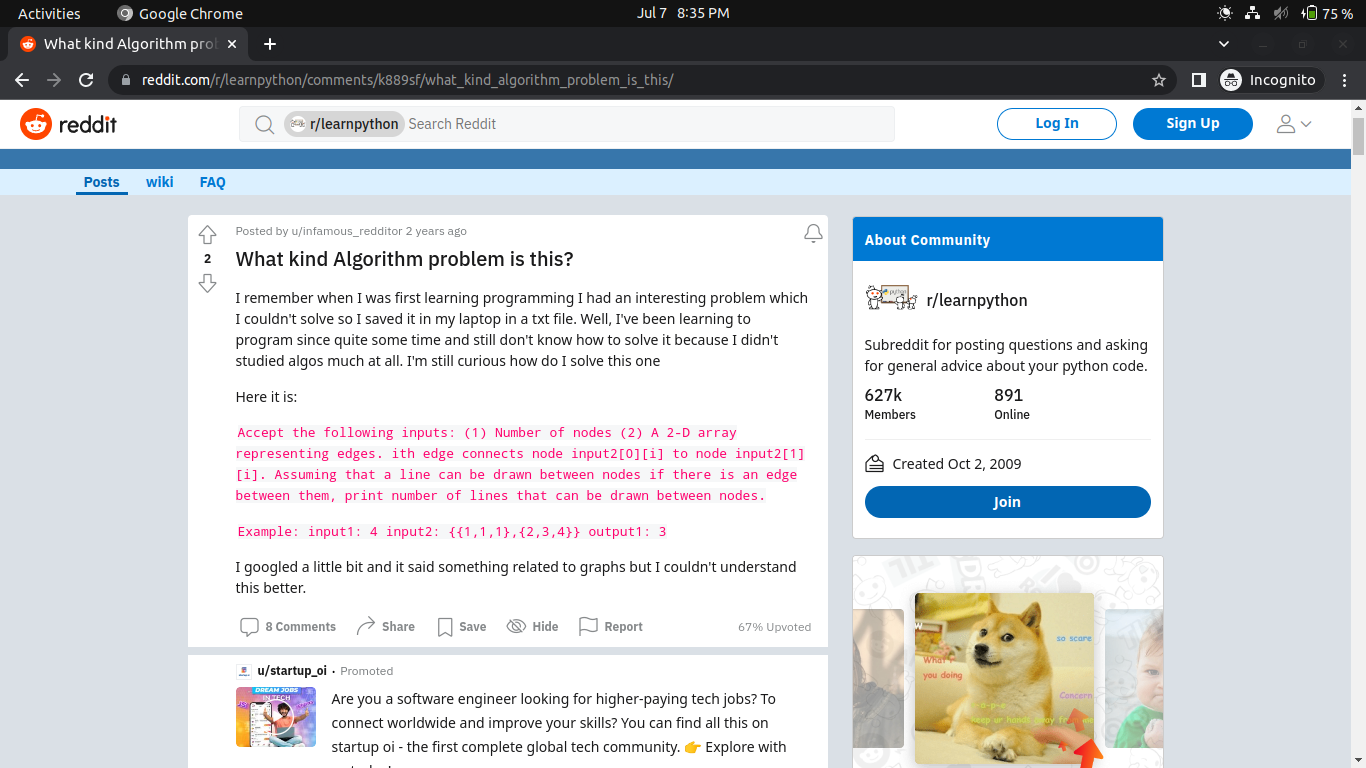 Activities
Google Chrome
Jul 7 8:35 PM
75 %
What kind Algorithm prob
reddit.com/r/learnpython/comments/k889sf/what_kind_algorithm_problem_is_this/
Incognito
reddit
r/learnpython
Search Reddit
Log In
Sign Up
Posts
wiki
FAQ
Posted by u/infamous_redditor 2 years ago
2
What kind Algorithm problem is this?
I remember when I was first learning programming I had an interesting problem which
I couldn't solve so I saved it in my laptop in a txt file. Well, I've been learning to
program since quite some time and still don't know how to solve it because I didn't
studied algos much at all. I'm still curious how do I solve this one
Here it is:
Accept the following inputs: (1) Number of nodes (2) A 2-D array
representing edges. ith edge connects node input2[0][i] to node input2[1]
[i]. Assuming that a line can be drawn between nodes if there is an edge
between them, print number of lines that can be drawn between nodes.
Example: input1: 4 input2: {{1,1,1},{2,3,4}} output1: 3
I googled a little bit and it said something related to graphs but I couldn't understand
this better.
8 Comments
Share
Save
Hide
Report
67% Upvoted
u/startup_oi · Promoted
DREAM JOBS
IN TECH
Are you a software engineer looking for higher-paying tech jobs? To
connect worldwide and improve your skills? You can find all this on
startup oi - the first complete global tech community. 👉 Explore with
About Community
r/learnpython
Subreddit for posting questions and asking
for general advice about your python code.
627k
Members
891
Online
Created Oct 2, 2009
Join
so scare
What r
you doing
Concern